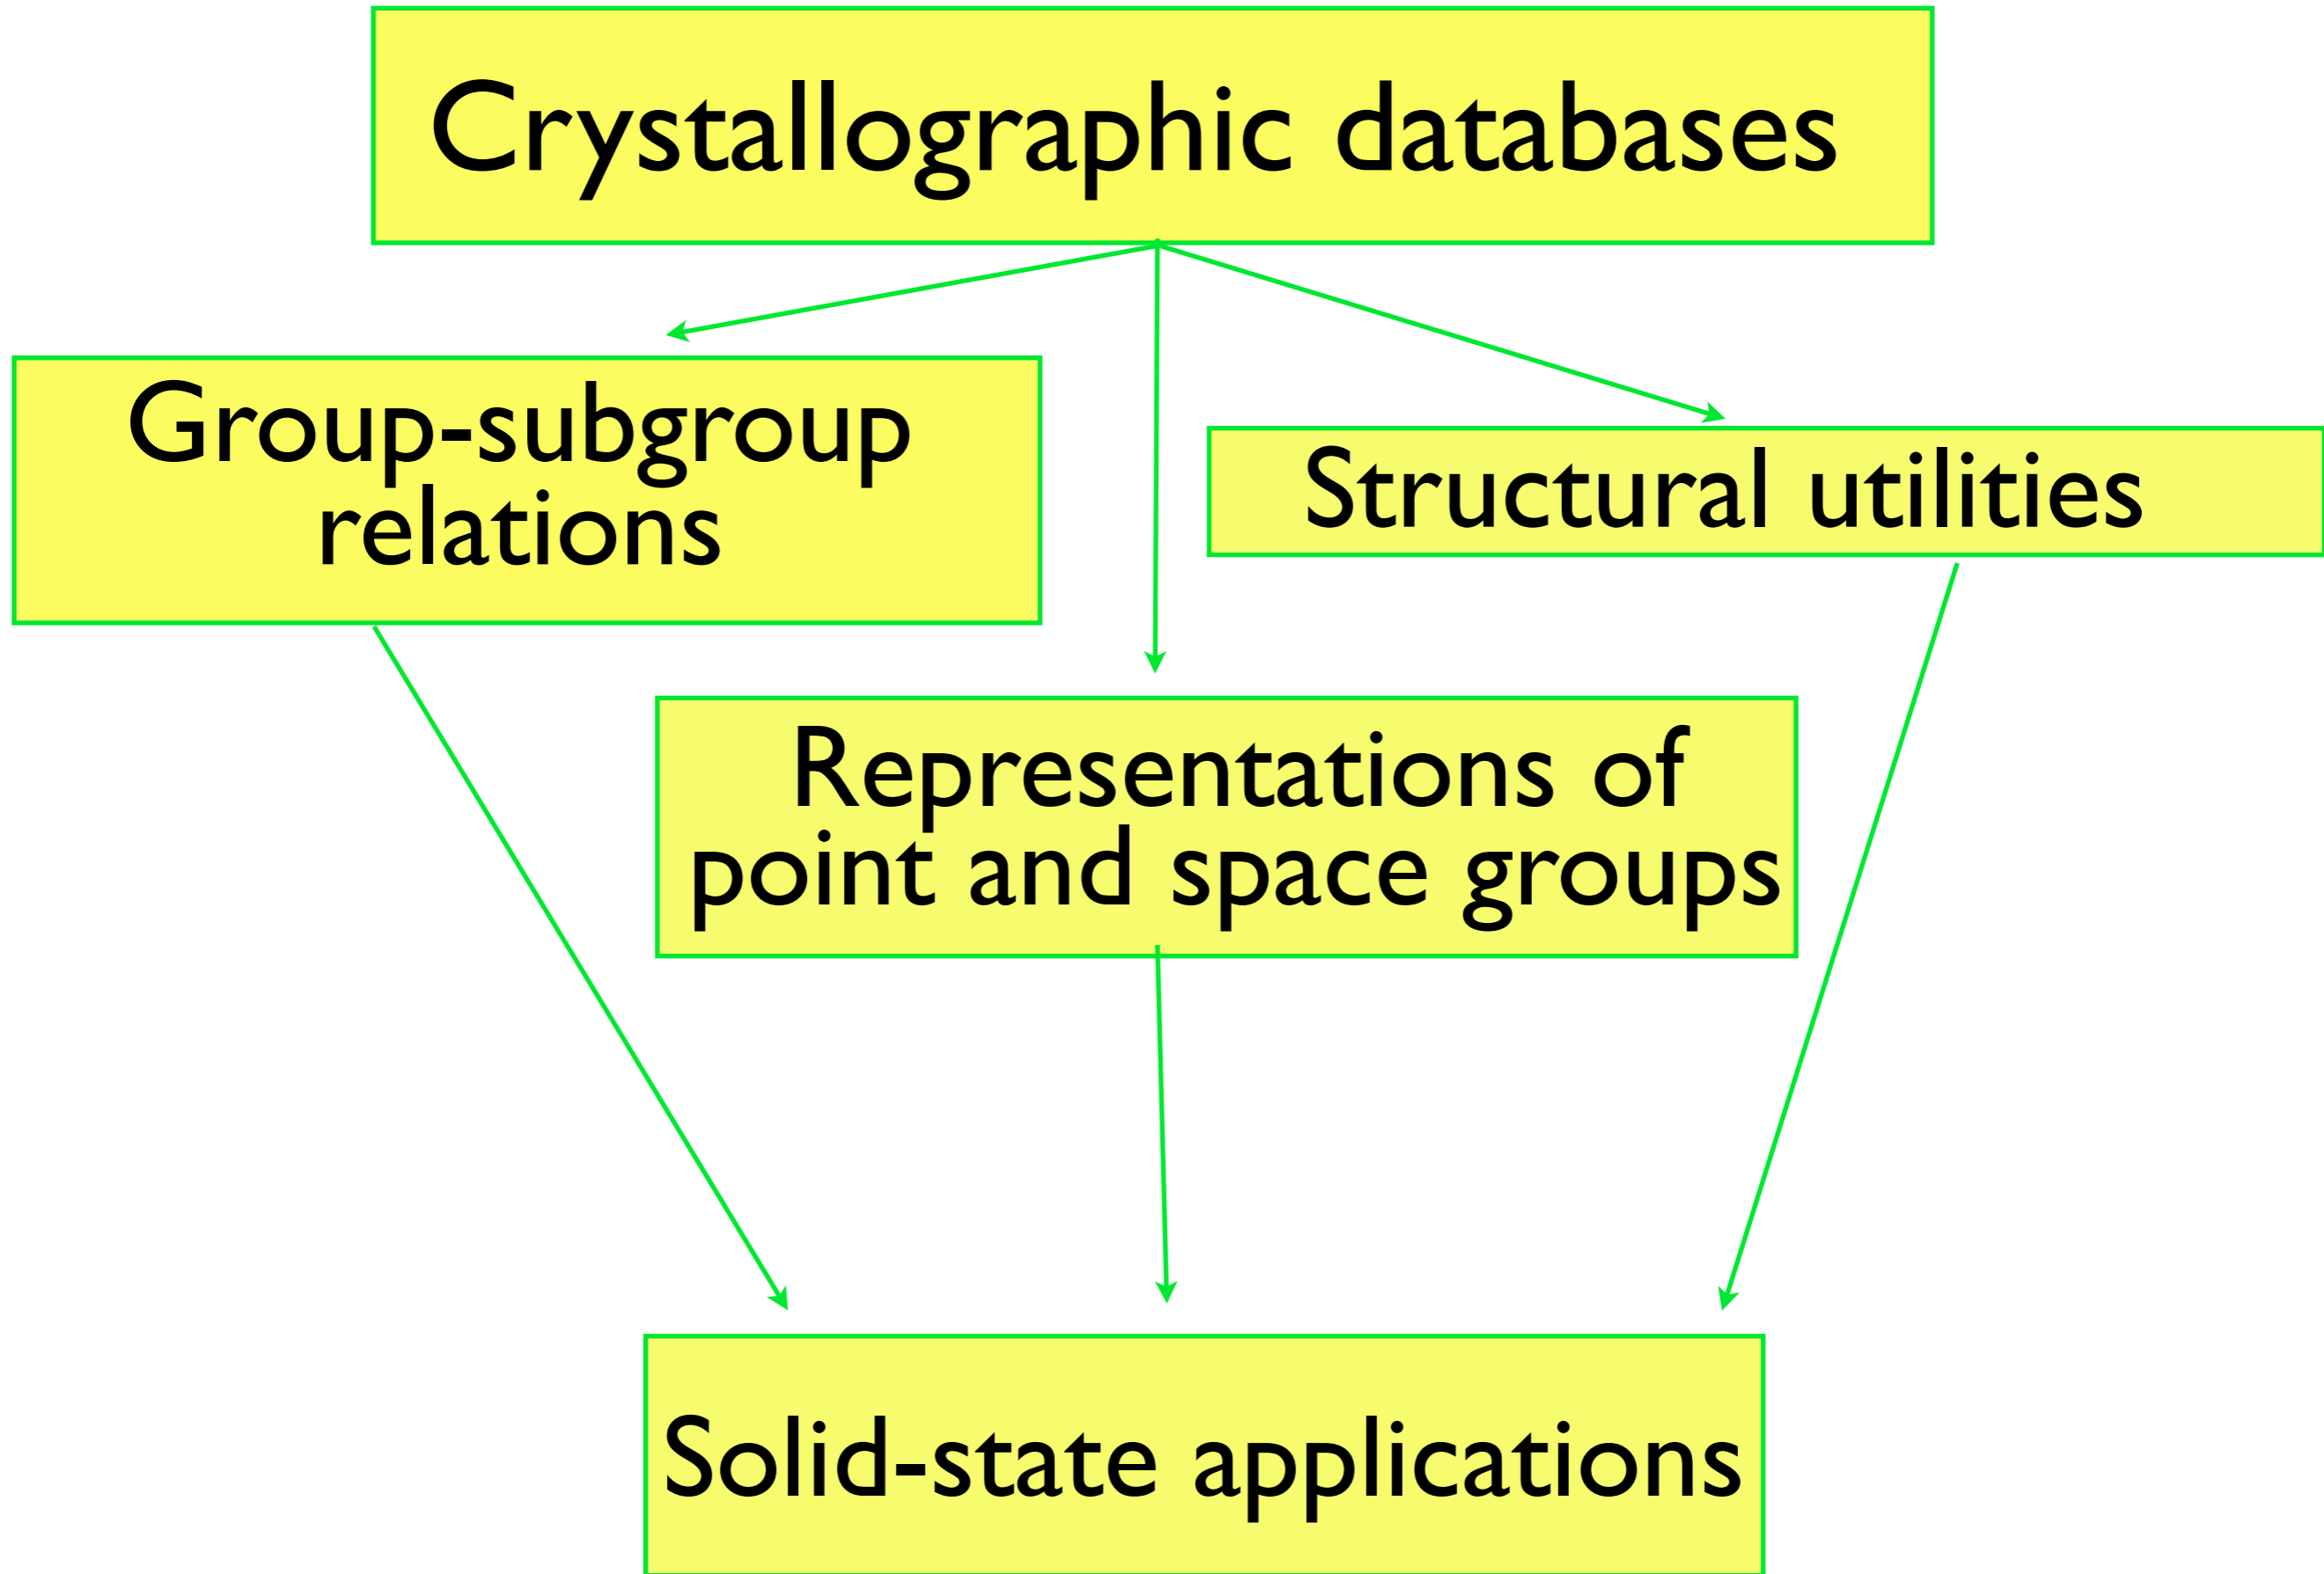 Crystallographic databases
Group-subgroup
relations
Structural utilities
Representations of
point and space groups
Solid-state applications